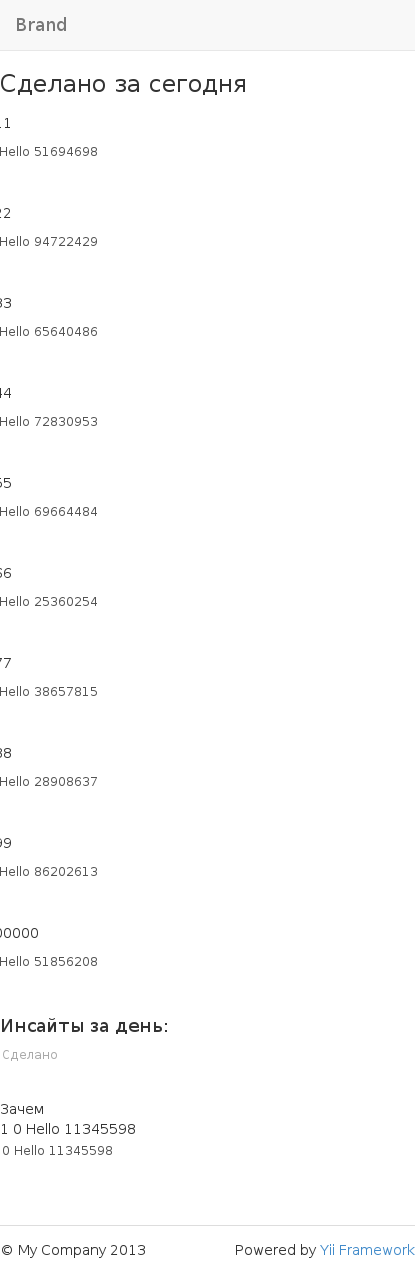 Brand
Сделано за сегодня
11
Hello 51694698
22
Hello 94722429
33
Hello 65640486
44
Hello 72830953
55
Hello 69664484
66
Hello 25360254
77
Hello 38657815
88
Hello 28908637
99
Hello 86202613
00000
Hello 51856208
Инсайты за день:
Сделано
Зачем
1 0 Hello 11345598
0 Hello 11345598
© My Company 2013 Powered by Yii Framework